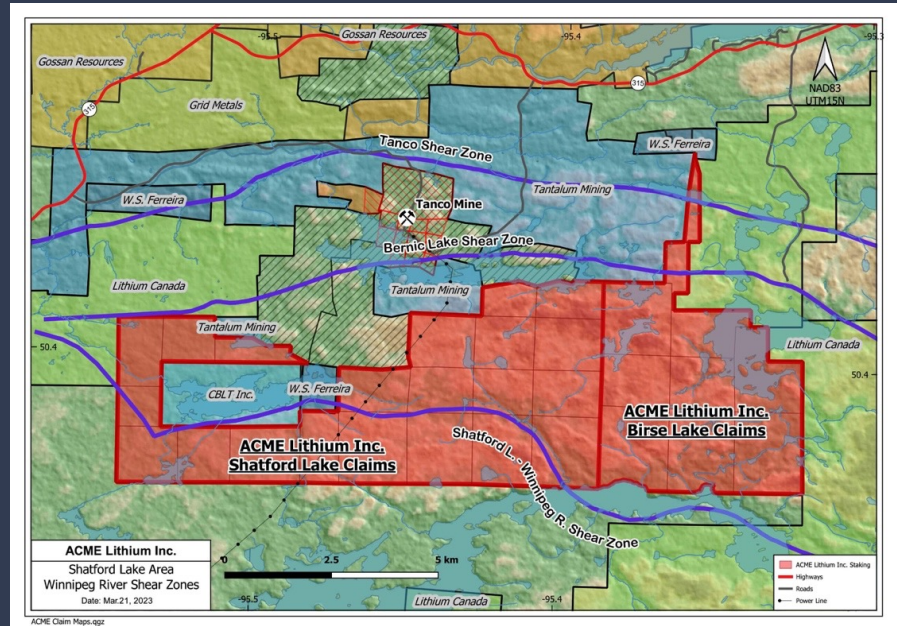 -95.5
-95.4
-95.3
Gossan Resources
Gossan Resources
315
315
Grid Metals
NAD83
UTM15N
Tanco Shear Zone
W.S. Ferreira
W.S. Ferreira
Tantalum Mining
Tanco Mine
Bernic Lake Shear Zone
Lithium Canada
Tantalum Mining
Tantalum Mining
Lithium Canada
50.4
50.4
CBLT Inc.
W.S. Ferreira
ACME Lithium Inc.
Birse Lake Claims
ACME Lithium Inc.
Shatford Lake Claims
Shatford L. - Winnipeg R. Shear Zone
ACME Lithium Inc.
Shatford Lake Area
Winnipeg River Shear Zones
Date: Mar.21, 2023
0 2.5 5 km
-95.5
-95.4
Lithium Canada
ACME Lithium Inc. Staking
Highways
Roads
Power Line
ACME Claim Maps.qgz